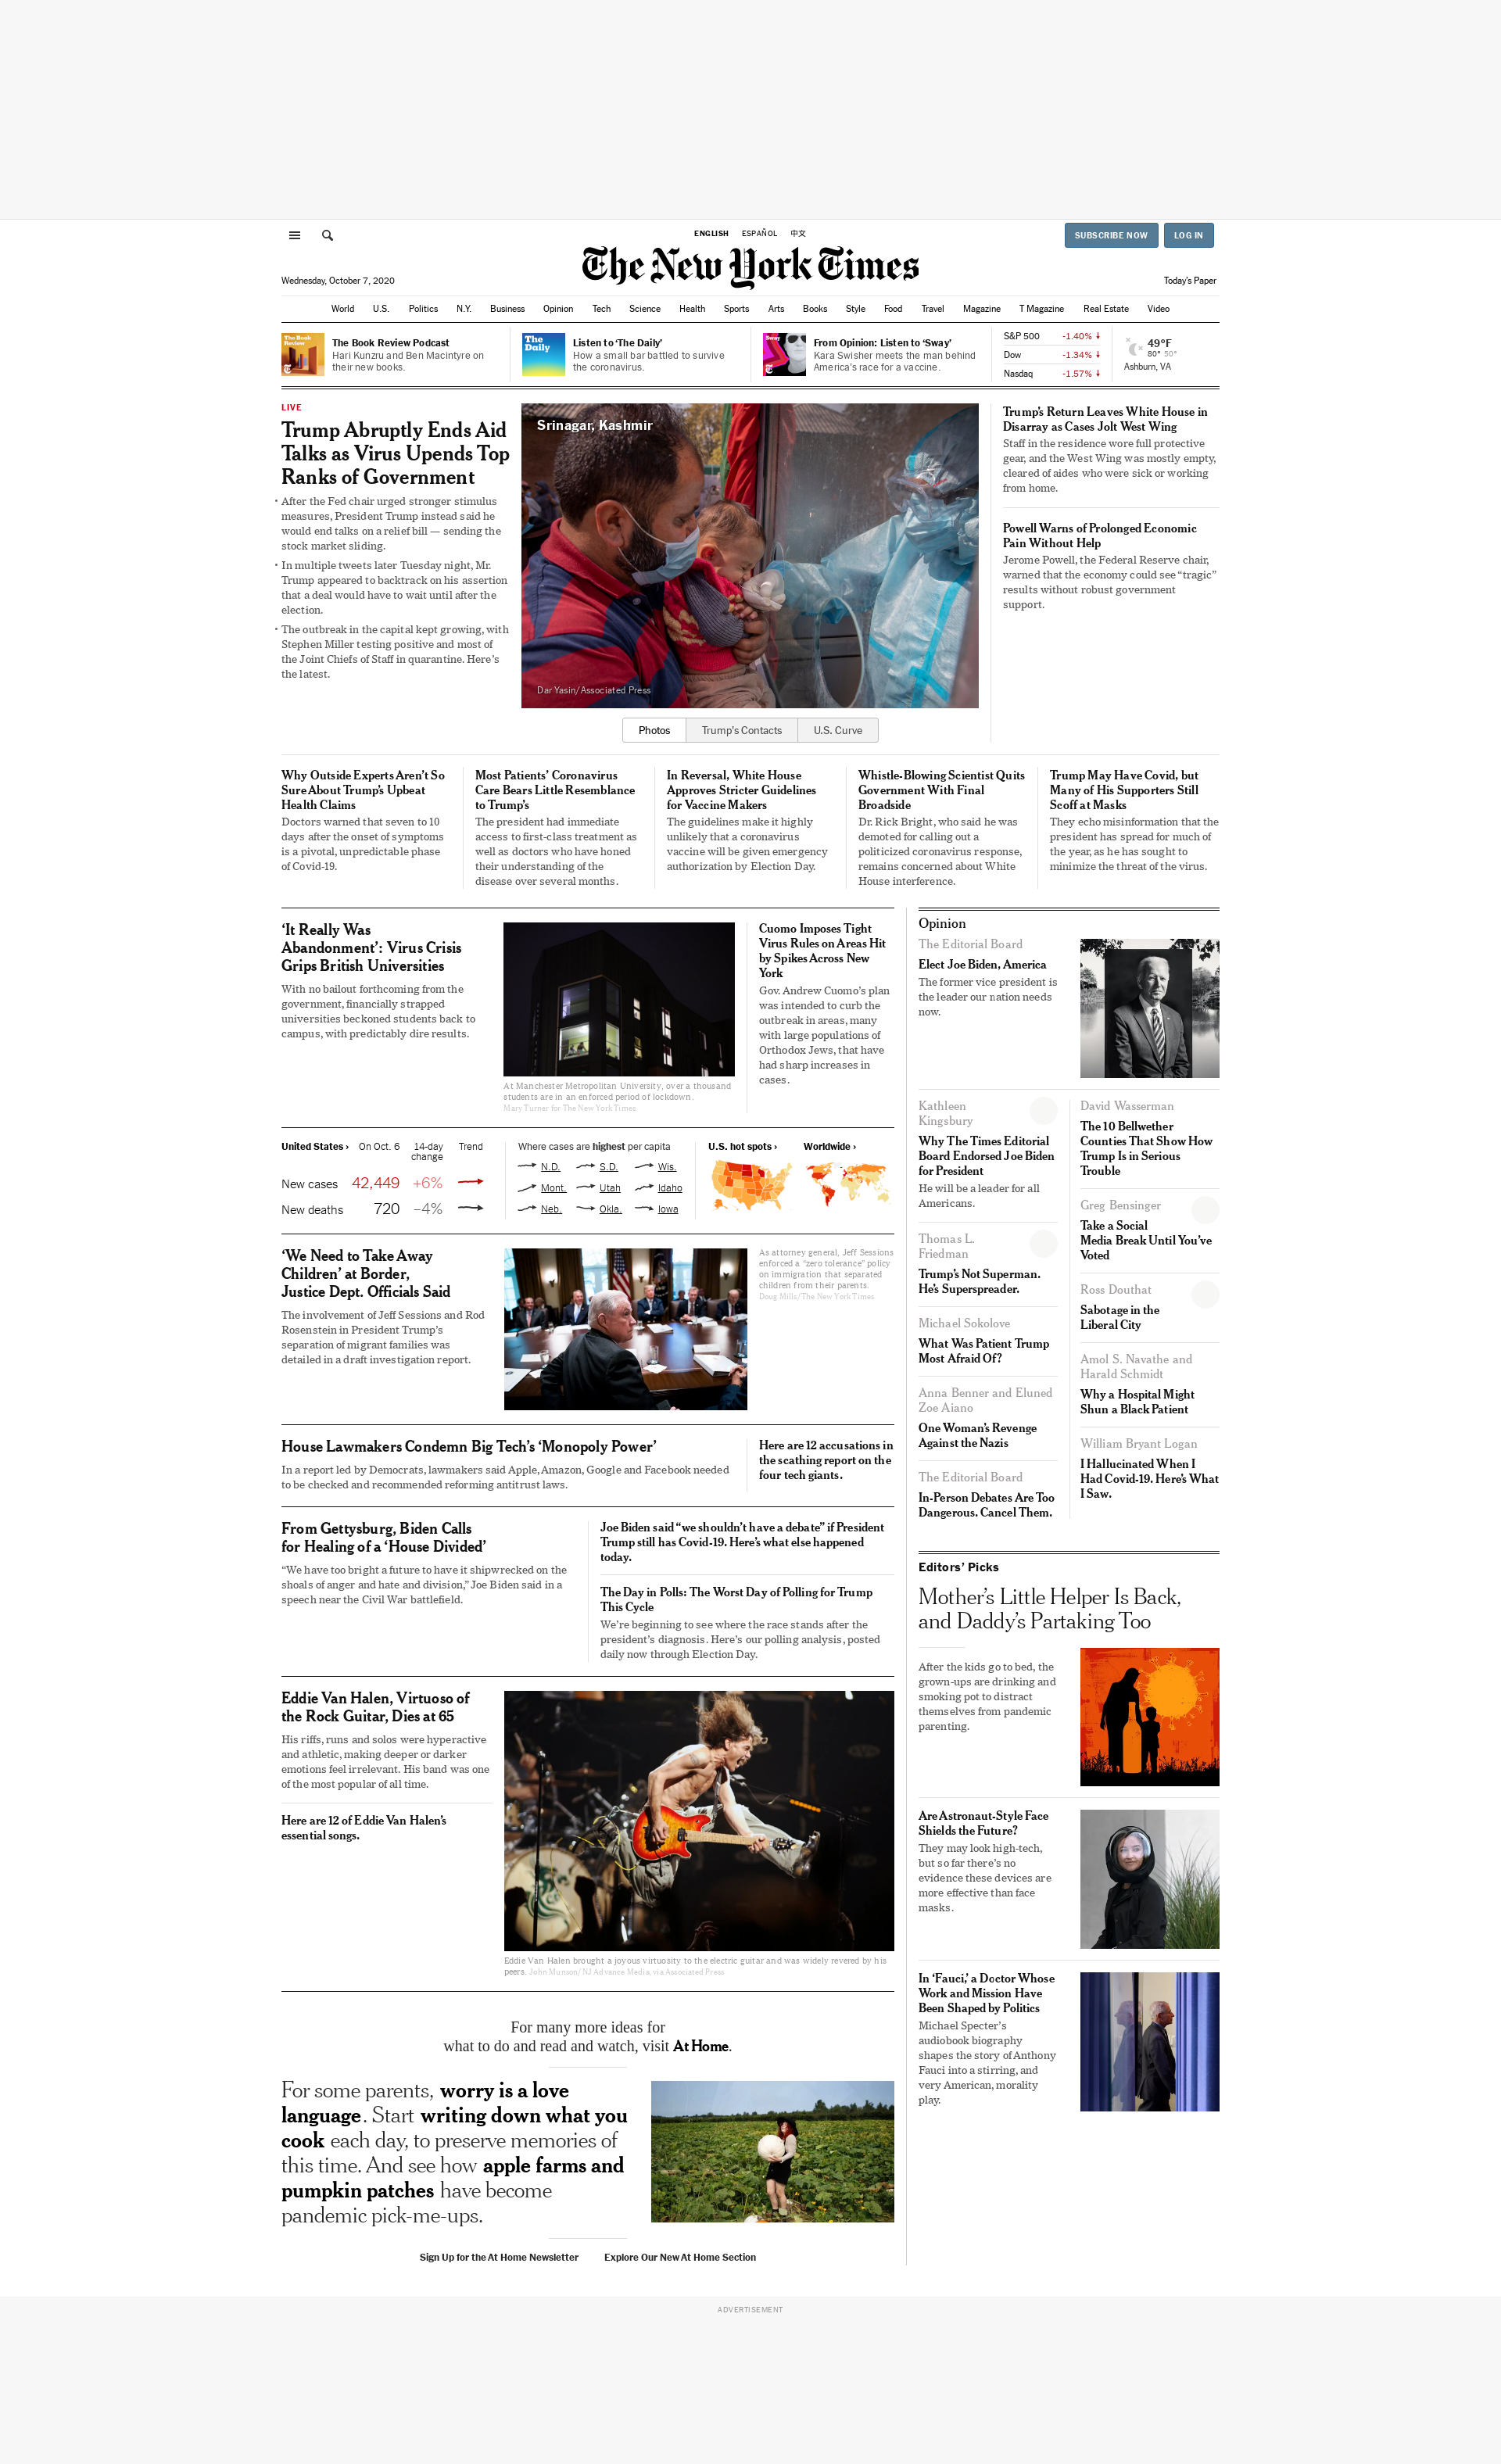 ENGLISH ESPAÑOL 中文
SUBSCRIBE NOW LOG IN
The New York Times
Wednesday, October 7, 2020
Today's Paper
World U.S. Politics N.Y. Business Opinion Tech Science Health Sports Arts Books Style Food Travel Magazine T Magazine Real Estate Video
The Book Review
The Book Review Podcast
Hari Kunzru and Ben Macintyre on
their new books.
The Daily
Listen to ‘The Daily’
How a small bar battled to survive
the coronavirus.
Sway
From Opinion: Listen to ‘Sway’
Kara Swisher meets the man behind
America’s race for a vaccine.
S&P 500 -1.40%
Dow -1.34%
Nasdaq -1.57%
49°F
80° 50°
Ashburn, VA
LIVE
Trump Abruptly Ends Aid
Talks as Virus Upends Top
Ranks of Government
• After the Fed chair urged stronger stimulus
measures, President Trump instead said he
would end talks on a relief bill — sending the
stock market sliding.
• In multiple tweets later Tuesday night, Mr.
Trump appeared to backtrack on his assertion
that a deal would have to wait until after the
election.
• The outbreak in the capital kept growing, with
Stephen Miller testing positive and most of
the Joint Chiefs of Staff in quarantine. Here’s
the latest.
Srinagar, Kashmir
Dar Yasin/Associated Press
Photos Trump’s Contacts U.S. Curve
Trump’s Return Leaves White House in
Disarray as Cases Jolt West Wing
Staff in the residence wore full protective
gear, and the West Wing was mostly empty,
cleared of aides who were sick or working
from home.
Powell Warns of Prolonged Economic
Pain Without Help
Jerome Powell, the Federal Reserve chair,
warned that the economy could see “tragic”
results without robust government
support.
Why Outside Experts Aren’t So
Sure About Trump’s Upbeat
Health Claims
Doctors warned that seven to 10
days after the onset of symptoms
is a pivotal, unpredictable phase
of Covid-19.
Most Patients’ Coronavirus
Care Bears Little Resemblance
to Trump’s
The president had immediate
access to first-class treatment as
well as doctors who have honed
their understanding of the
disease over several months.
In Reversal, White House
Approves Stricter Guidelines
for Vaccine Makers
The guidelines make it highly
unlikely that a coronavirus
vaccine will be given emergency
authorization by Election Day.
Whistle-Blowing Scientist Quits
Government With Final
Broadside
Dr. Rick Bright, who said he was
demoted for calling out a
politicized coronavirus response,
remains concerned about White
House interference.
Trump May Have Covid, but
Many of His Supporters Still
Scoff at Masks
They echo misinformation that the
president has spread for much of
the year, as he has sought to
minimize the threat of the virus.
‘It Really Was
Abandonment’: Virus Crisis
Grips British Universities
With no bailout forthcoming from the
government, financially strapped
universities beckoned students back to
campus, with predictably dire results.
At Manchester Metropolitan University, over a thousand
students are in an enforced period of lockdown.
Mary Turner for The New York Times
Cuomo Imposes Tight
Virus Rules on Areas Hit
by Spikes Across New
York
Gov. Andrew Cuomo’s plan
was intended to curb the
outbreak in areas, many
with large populations of
Orthodox Jews, that have
had sharp increases in
cases.
United States › On Oct. 6 14-day change Trend
New cases 42,449 +6%
New deaths 720 –4%
Where cases are highest per capita
N.D. S.D. Wis.
Mont. Utah Idaho
Neb. Okla. Iowa
U.S. hot spots › Worldwide ›
‘We Need to Take Away
Children’ at Border,
Justice Dept. Officials Said
The involvement of Jeff Sessions and Rod
Rosenstein in President Trump’s
separation of migrant families was
detailed in a draft investigation report.
As attorney general, Jeff Sessions
enforced a “zero tolerance” policy
on immigration that separated
children from their parents.
Doug Mills/The New York Times
House Lawmakers Condemn Big Tech’s ‘Monopoly Power’
In a report led by Democrats, lawmakers said Apple, Amazon, Google and Facebook needed
to be checked and recommended reforming antitrust laws.
Here are 12 accusations in
the scathing report on the
four tech giants.
From Gettysburg, Biden Calls
for Healing of a ‘House Divided’
“We have too bright a future to have it shipwrecked on the
shoals of anger and hate and division,” Joe Biden said in a
speech near the Civil War battlefield.
Joe Biden said “we shouldn’t have a debate” if President
Trump still has Covid-19. Here’s what else happened
today.
The Day in Polls: The Worst Day of Polling for Trump
This Cycle
We’re beginning to see where the race stands after the
president’s diagnosis. Here’s our polling analysis, posted
daily now through Election Day.
Eddie Van Halen, Virtuoso of
the Rock Guitar, Dies at 65
His riffs, runs and solos were hyperactive
and athletic, making deeper or darker
emotions feel irrelevant. His band was one
of the most popular of all time.
Here are 12 of Eddie Van Halen’s
essential songs.
Eddie Van Halen brought a joyous virtuosity to the electric guitar and was widely revered by his
peers. John Munson/NJ Advance Media, via Associated Press
For many more ideas for
what to do and read and watch, visit At Home.
For some parents, worry is a love
language. Start writing down what you
cook each day, to preserve memories of
this time. And see how apple farms and
pumpkin patches have become
pandemic pick-me-ups.
Sign Up for the At Home Newsletter Explore Our New At Home Section
Opinion
The Editorial Board
Elect Joe Biden, America
The former vice president is
the leader our nation needs
now.
Kathleen
Kingsbury
Why The Times Editorial
Board Endorsed Joe Biden
for President
He will be a leader for all
Americans.
Thomas L.
Friedman
Trump’s Not Superman.
He’s Superspreader.
Michael Sokolove
What Was Patient Trump
Most Afraid Of?
Anna Benner and Eluned
Zoe Aiano
One Woman’s Revenge
Against the Nazis
The Editorial Board
In-Person Debates Are Too
Dangerous. Cancel Them.
David Wasserman
The 10 Bellwether
Counties That Show How
Trump Is in Serious
Trouble
Greg Bensinger
Take a Social
Media Break Until You’ve
Voted
Ross Douthat
Sabotage in the
Liberal City
Amol S. Navathe and
Harald Schmidt
Why a Hospital Might
Shun a Black Patient
William Bryant Logan
I Hallucinated When I
Had Covid-19. Here’s What
I Saw.
Editors’ Picks
Mother’s Little Helper Is Back,
and Daddy’s Partaking Too
After the kids go to bed, the
grown-ups are drinking and
smoking pot to distract
themselves from pandemic
parenting.
Are Astronaut-Style Face
Shields the Future?
They may look high-tech,
but so far there’s no
evidence these devices are
more effective than face
masks.
In ‘Fauci,’ a Doctor Whose
Work and Mission Have
Been Shaped by Politics
Michael Specter’s
audiobook biography
shapes the story of Anthony
Fauci into a stirring, and
very American, morality
play.
ADVERTISEMENT